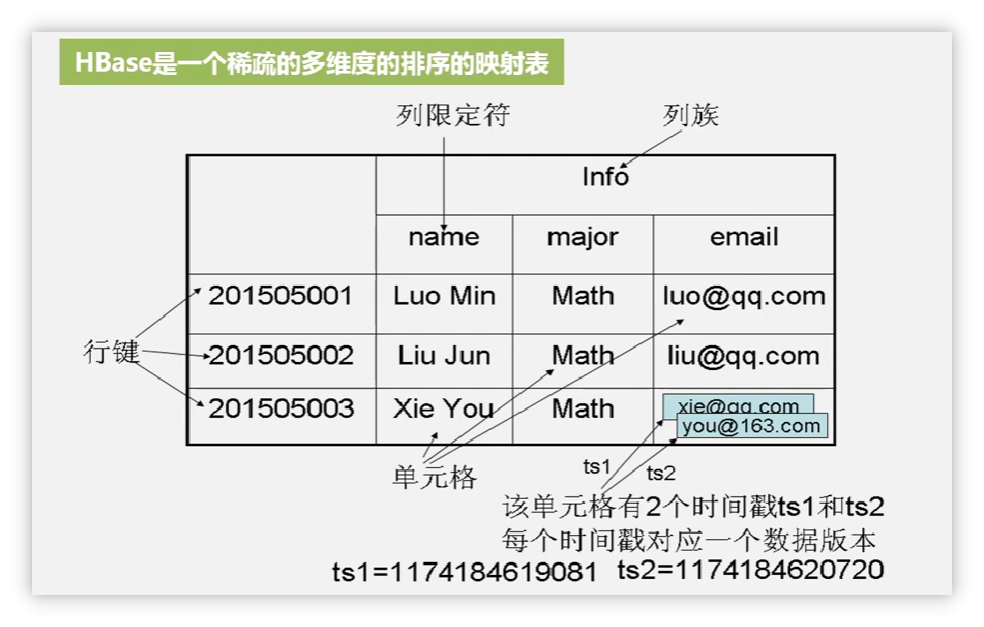 HBase是一个稀疏的多维度的排序的映射表
列限定符 列族
Info
name major email
201505001 Luo Min Math luo@qq.com
行键
201505002 Liu Jun Math liu@qq.com
201505003 Xie You Math xie@qq.com
you@163.com
单元格 ts1 ts2
该单元格有2个时间戳ts1和ts2
每个时间戳对应一个数据版本
ts1=1174184619081 ts2=1174184620720